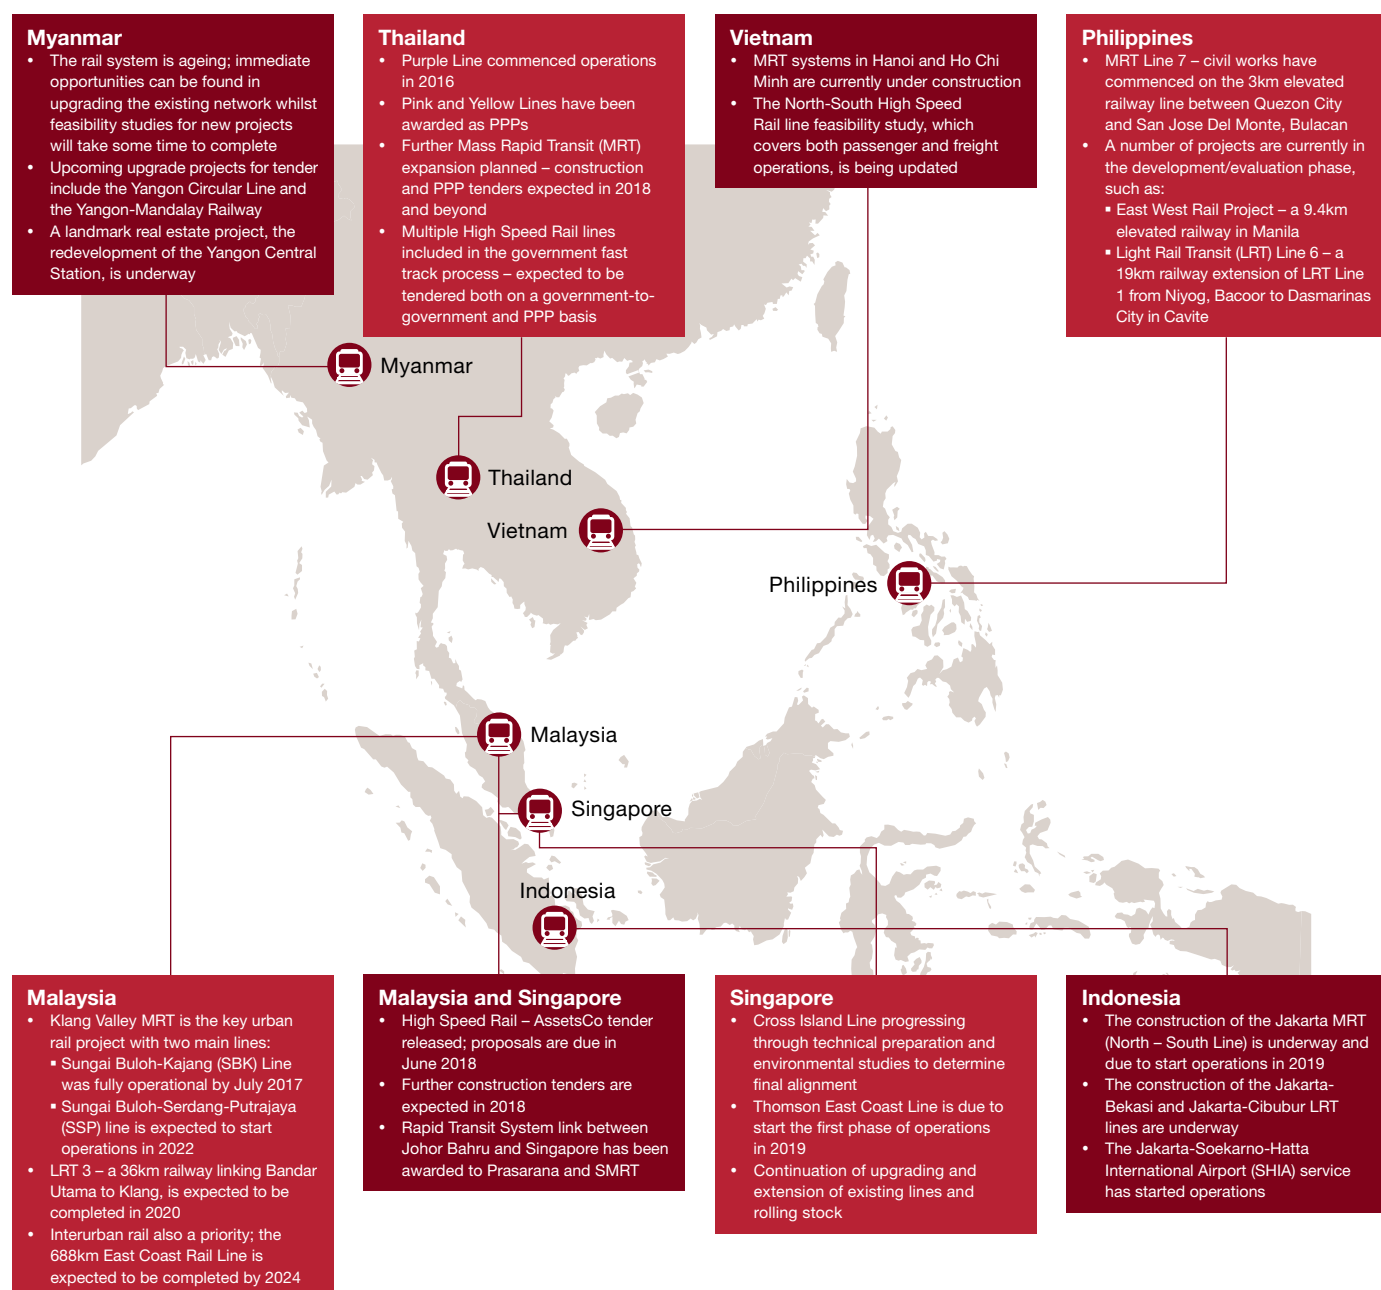 Myanmar
• The rail system is ageing; immediate
opportunities can be found in
upgrading the existing network whilst
feasibility studies for new projects
will take some time to complete
• Upcoming upgrade projects for tender
include the Yangon Circular Line and
the Yangon-Mandalay Railway
• A landmark real estate project, the
redevelopment of the Yangon Central
Station, is underway
Thailand
• Purple Line commenced operations
in 2016
• Pink and Yellow Lines have been
awarded as PPPs
• Further Mass Rapid Transit (MRT)
expansion planned – construction
and PPP tenders expected in 2018
and beyond
• Multiple High Speed Rail lines
included in the government fast
track process – expected to be
tendered both on a government-to-
government and PPP basis
Vietnam
• MRT systems in Hanoi and Ho Chi
Minh are currently under construction
• The North-South High Speed
Rail line feasibility study, which
covers both passenger and freight
operations, is being updated
Philippines
• MRT Line 7 – civil works have
commenced on the 3km elevated
railway line between Quezon City
and San Jose Del Monte, Bulacan
• A number of projects are currently in
the development/evaluation phase,
such as:
▪ East West Rail Project – a 9.4km
elevated railway in Manila
▪ Light Rail Transit (LRT) Line 6 – a
19km railway extension of LRT Line
1 from Niyog, Bacoor to Dasmarinas
City in Cavite
Myanmar
Thailand
Vietnam
Philippines
Malaysia
Singapore
Indonesia
Malaysia
• Klang Valley MRT is the key urban
rail project with two main lines:
▪ Sungai Buloh-Kajang (SBK) Line
was fully operational by July 2017
▪ Sungai Buloh-Serdang-Putrajaya
(SSP) line is expected to start
operations in 2022
• LRT 3 – a 36km railway linking Bandar
Utama to Klang, is expected to be
completed in 2020
• Interurban rail also a priority; the
688km East Coast Rail Line is
expected to be completed by 2024
Malaysia and Singapore
• High Speed Rail – AssetsCo tender
released; proposals are due in
June 2018
• Further construction tenders are
expected in 2018
• Rapid Transit System link between
Johor Bahru and Singapore has been
awarded to Prasarana and SMRT
Singapore
• Cross Island Line progressing
through technical preparation and
environmental studies to determine
final alignment
• Thomson East Coast Line is due to
start the first phase of operations
in 2019
• Continuation of upgrading and
extension of existing lines and
rolling stock
Indonesia
• The construction of the Jakarta MRT
(North – South Line) is underway and
due to start operations in 2019
• The construction of the Jakarta-
Bekasi and Jakarta-Cibubur LRT
lines are underway
• The Jakarta-Soekarno-Hatta
International Airport (SHIA) service
has started operations